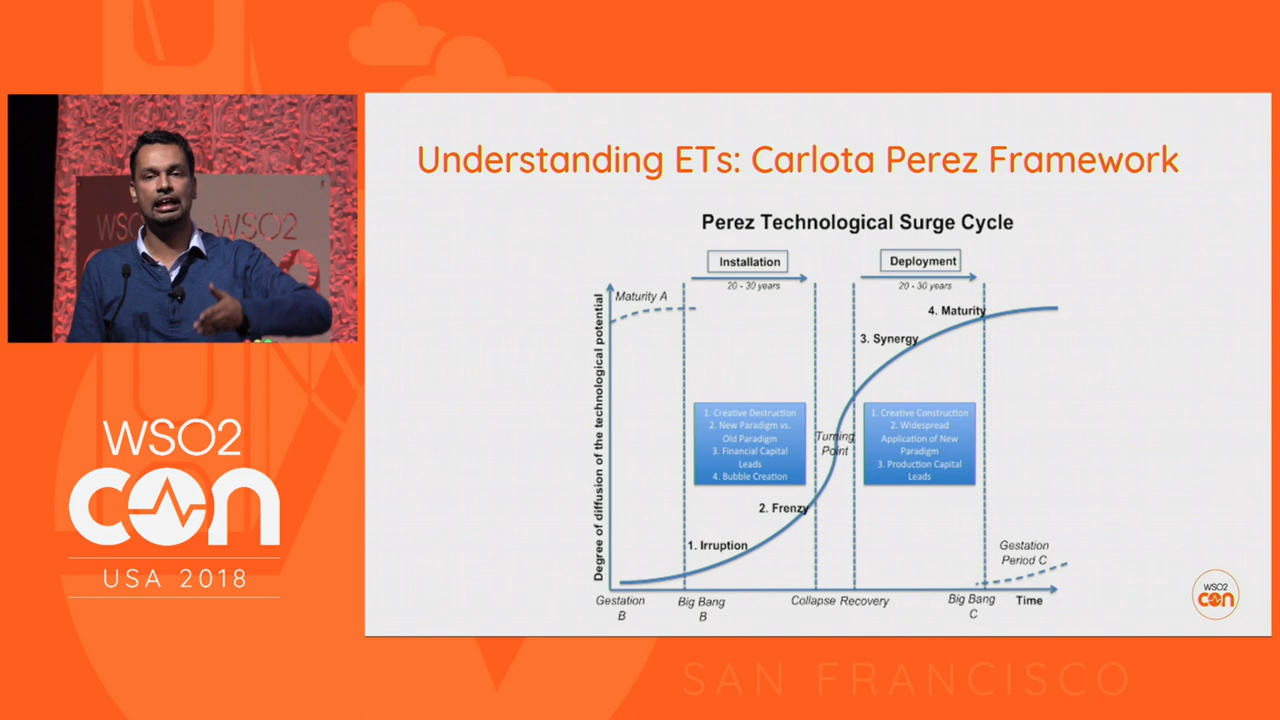 Understanding ETs: Carlota Perez Framework
Perez Technological Surge Cycle
Installation
20 - 30 years
Deployment
20 - 30 years
Degree of diffusion of the technological potential
Maturity A
4. Maturity
3. Synergy
1. Creative Destruction
2. New Paradigm vs.
Old Paradigm
3. Financial Capital
Leads
4. Bubble Creation
Turning
Point
1. Creative Construction
2. Widespread
Application of New
Paradigm
3. Production Capital
Leads
2. Frenzy
1. Irruption
Gestation
Period C
Gestation
B
Big Bang
B
Collapse
Recovery
Big Bang
C
Time
WSO2
con
WSO2
WSO2
con
USA 2018
SAN FRANCISCO